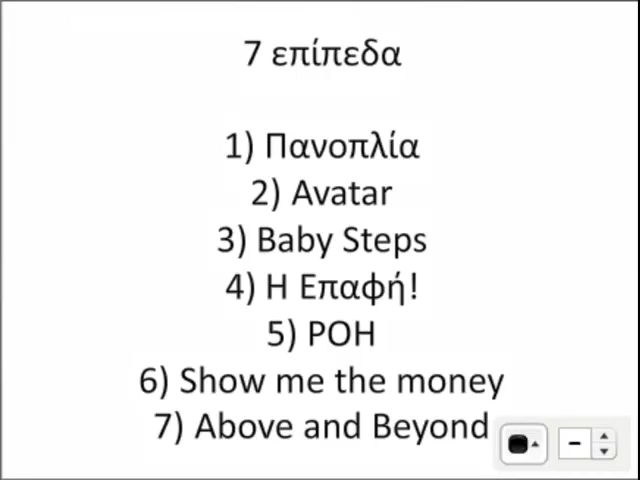 7 επίπεδα
1) Πανοπλία
2) Avatar
3) Baby Steps
4) Η Επαφή!
5) ΡΟΗ
6) Show me the money
7) Above and Beyond